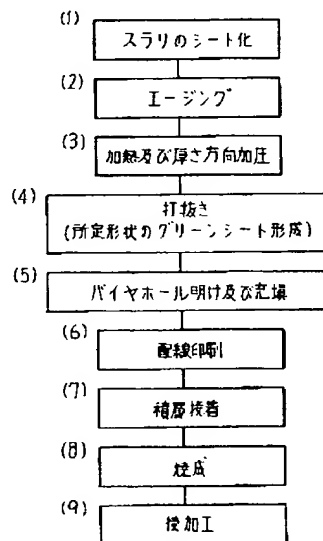 (1) スラリのシート化
(2) エージング
(3) 加熱及び厚さ方向加圧
(4) 打抜き
(所定形状のグリーンシート形成)
(5) バイヤホール明け及び充填
(6) 配線印刷
(7) 積層接着
(8) 焼成
(9) 後加工